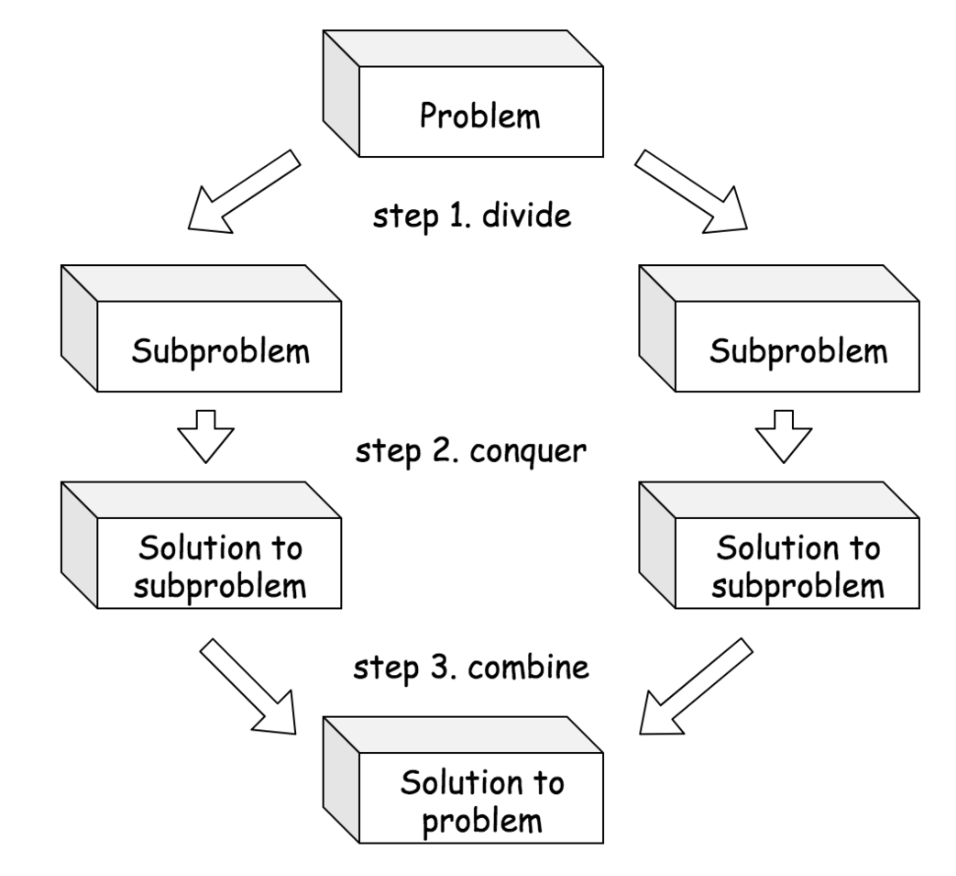 Problem
step 1. divide
Subproblem
Subproblem
step 2. conquer
Solution to
subproblem
Solution to
subproblem
step 3. combine
Solution to
problem